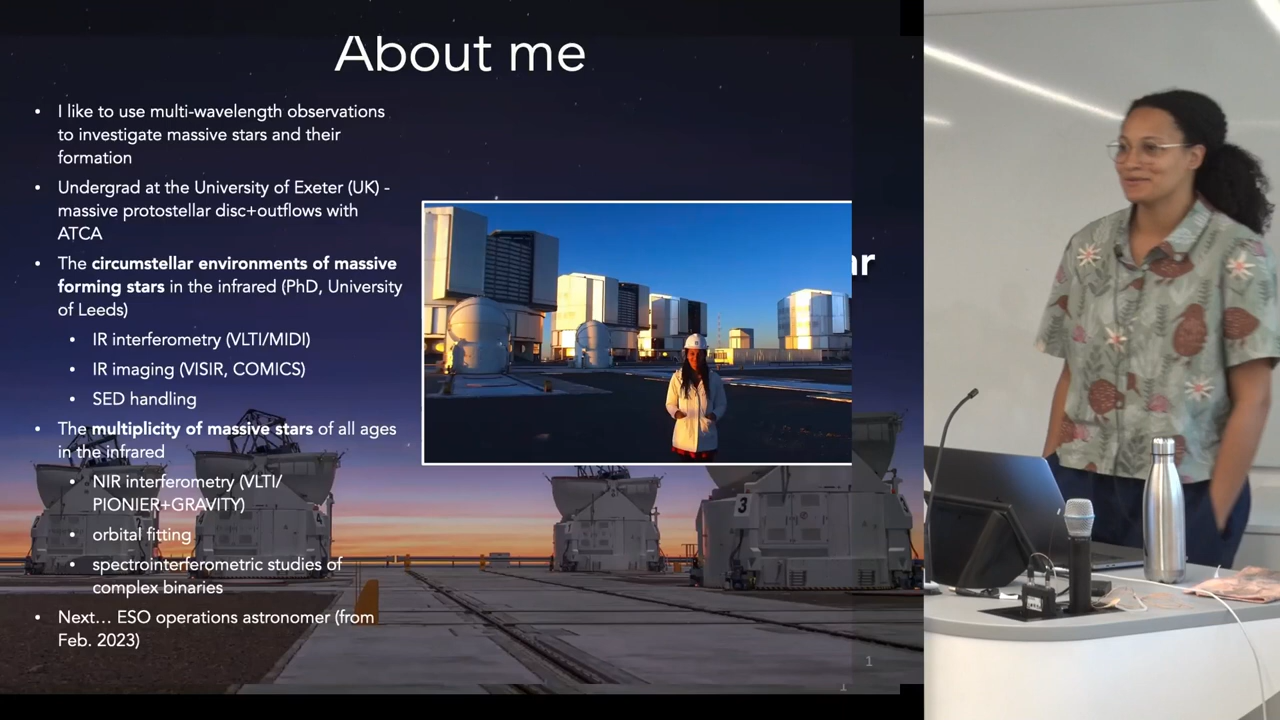 About me
• I like to use multi-wavelength observations
to investigate massive stars and their
formation
• Undergrad at the University of Exeter (UK) -
massive protostellar disc+outflows with
ATCA
• The circumstellar environments of massive
forming stars in the infrared (PhD, University
of Leeds)
• IR interferometry (VLTI/MIDI)
• IR imaging (VISIR, COMICS)
• SED handling
• The multiplicity of massive stars of all ages
in the infrared
• NIR interferometry (VLTI/
PIONIER+GRAVITY)
• orbital fitting
• spectrointerferometric studies of
complex binaries
• Next... ESO operations astronomer (from
Feb. 2023)
ar
3
1
1